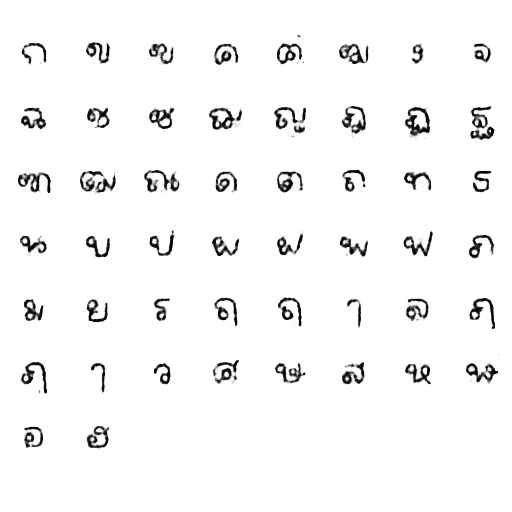 ก ข ฃ ค ฅ ฆ ง จ
ฉ ช ซ ฌ ญ ฎ ฏ ฐ
ฑ ฒ ณ ด ต ถ ท ธ
น บ ป ผ ฝ พ ฟ ภ
ม ย ร ฤ ฤ ๅ ล ฦ
ฦ ๅ ว ศ ษ ส ห ฬ
อ ฮ